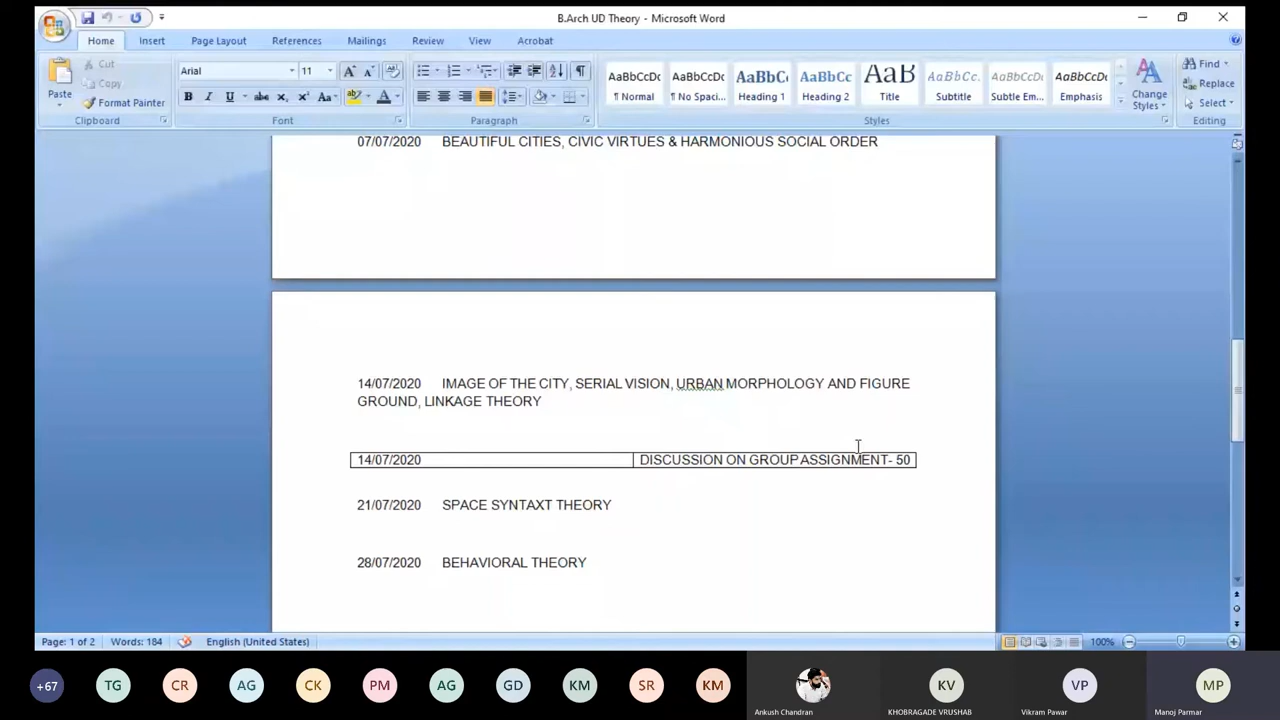 B.Arch UD Theory - Microsoft Word
Home Insert Page Layout References Mailings Review View Acrobat
Paste
Cut
Copy
Format Painter
Clipboard
Arial 11
Font
Paragraph
AaBbCcDc AaBbCcDc AaBbCc AaBbCc AaB AaBbCc. AaBbCcDc AaBbCcDc
¶ Normal ¶ No Spaci... Heading 1 Heading 2 Title Subtitle Subtle Em... Emphasis
Change
Styles
Styles
Find
Replace
Select
Editing
07/07/2020 BEAUTIFUL CITIES, CIVIC VIRTUES & HARMONIOUS SOCIAL ORDER
14/07/2020 IMAGE OF THE CITY, SERIAL VISION, URBAN MORPHOLOGY AND FIGURE
GROUND, LINKAGE THEORY
14/07/2020 DISCUSSION ON GROUP ASSIGNMENT- 50
21/07/2020 SPACE SYNTAXT THEORY
28/07/2020 BEHAVIORAL THEORY
Page: 1 of 2 Words: 184 English (United States) 100%
+67 TG CR AG CK PM AG GD KM SR KM KV VP MP
Ankush Chandran KHOBRAGADE VRUSHAB Vikram Pawar Manoj Parmar